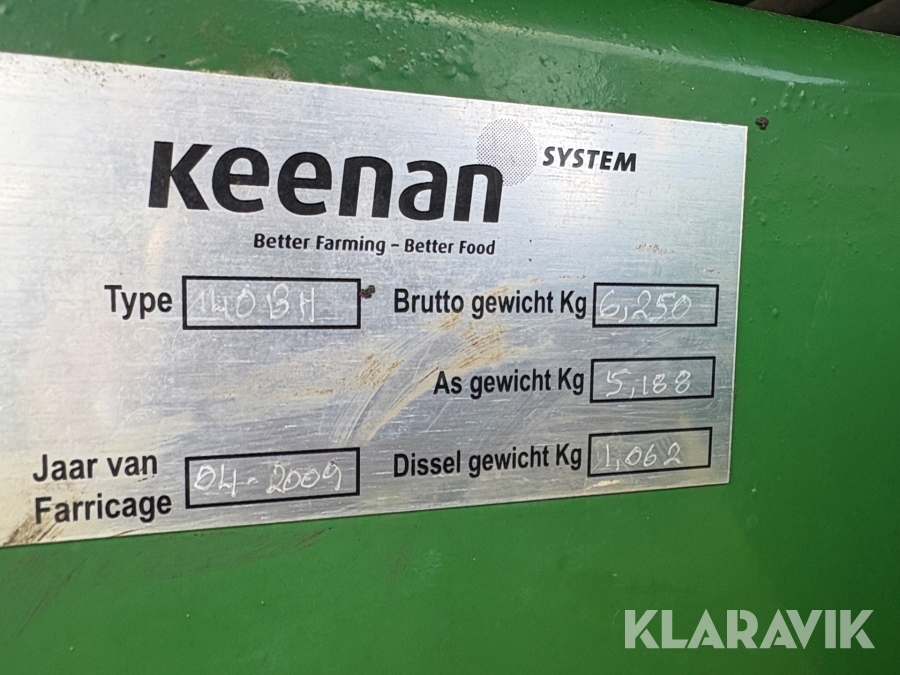 Keenan SYSTEM
Better Farming - Better Food
Type 140BH Brutto gewicht Kg 6,250
As gewicht Kg 5,188
Jaar van Farricage 04-2009 Dissel gewicht Kg 1,062
KLARAVIK